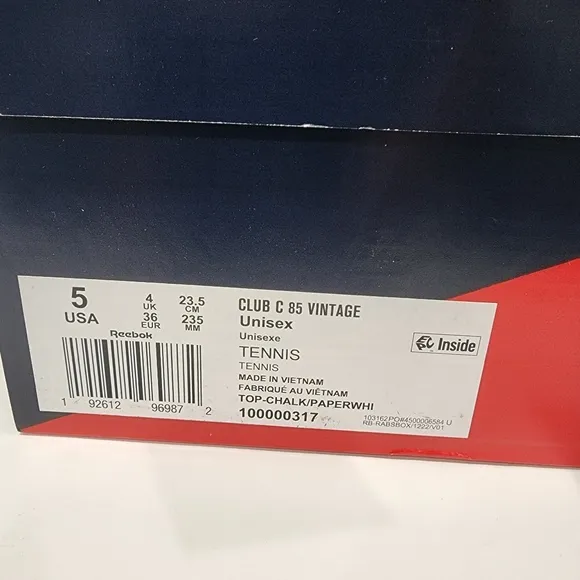 5
USA
4
UK
23.5
CM
36
EUR
235
MM
Reebok
1 92612 96987 2
CLUB C 85 VINTAGE
Unisex
Unisexe
TENNIS
TENNIS
MADE IN VIETNAM
FABRIQUÉ AU VIÊTNAM
TOP-CHALK/PAPERWHI
100000317
Inside
103162 PO#4500006584 U
RB-RABSBOX/1222/V01